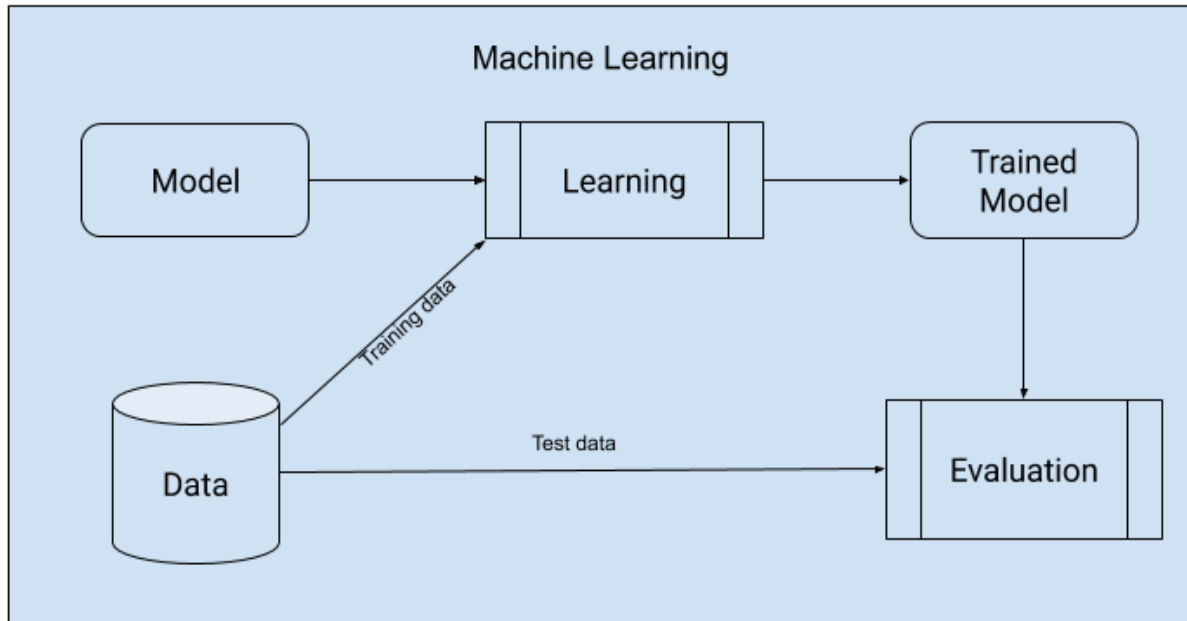 Machine Learning
Model
Learning
Trained
Model
Training data
Test data
Data
Evaluation